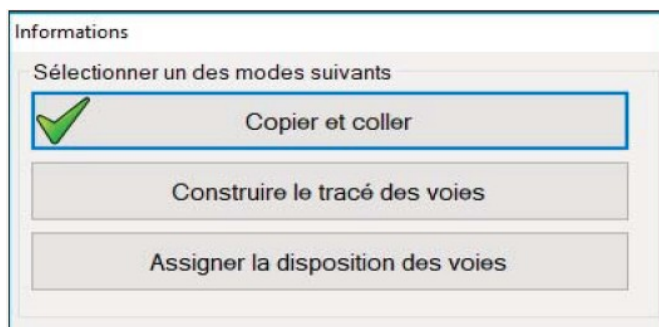 Informations
Sélectionner un des modes suivants
Copier et coller
Construire le tracé des voies
Assigner la disposition des voies